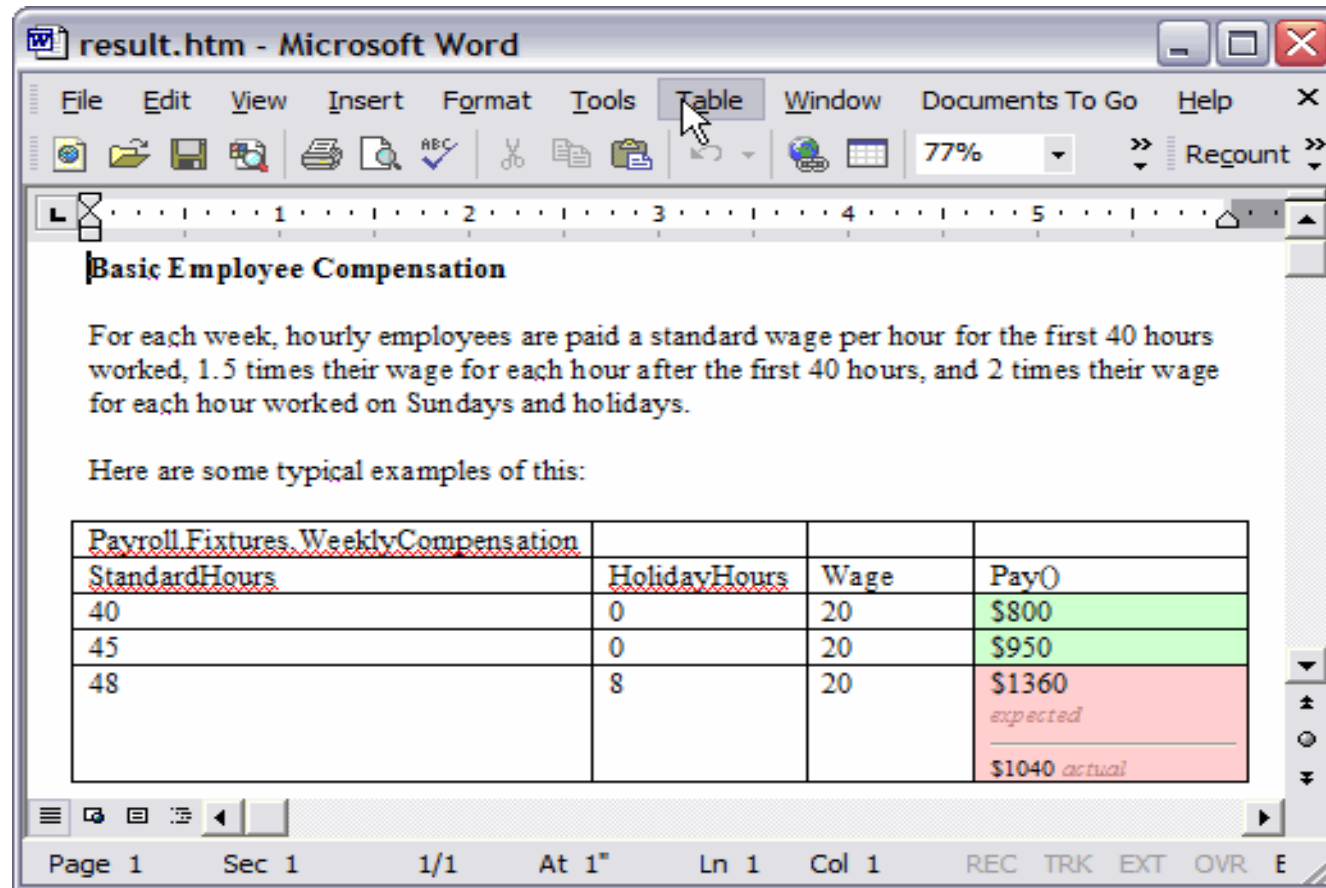 result.htm - Microsoft Word
File Edit View Insert Format Tools Table Window Documents To Go Help
ABC 77% Recount
1 2 3 4 5
Basic Employee Compensation
For each week, hourly employees are paid a standard wage per hour for the first 40 hours
worked, 1.5 times their wage for each hour after the first 40 hours, and 2 times their wage
for each hour worked on Sundays and holidays.
Here are some typical examples of this:
Payroll.Fixtures.WeeklyCompensation
StandardHours HolidayHours Wage Pay()
40 0 20 $800
45 0 20 $950
48 8 20 $1360
expected
$1040 actual
Page 1 Sec 1 1/1 At 1" Ln 1 Col 1 REC TRK EXT OVR E